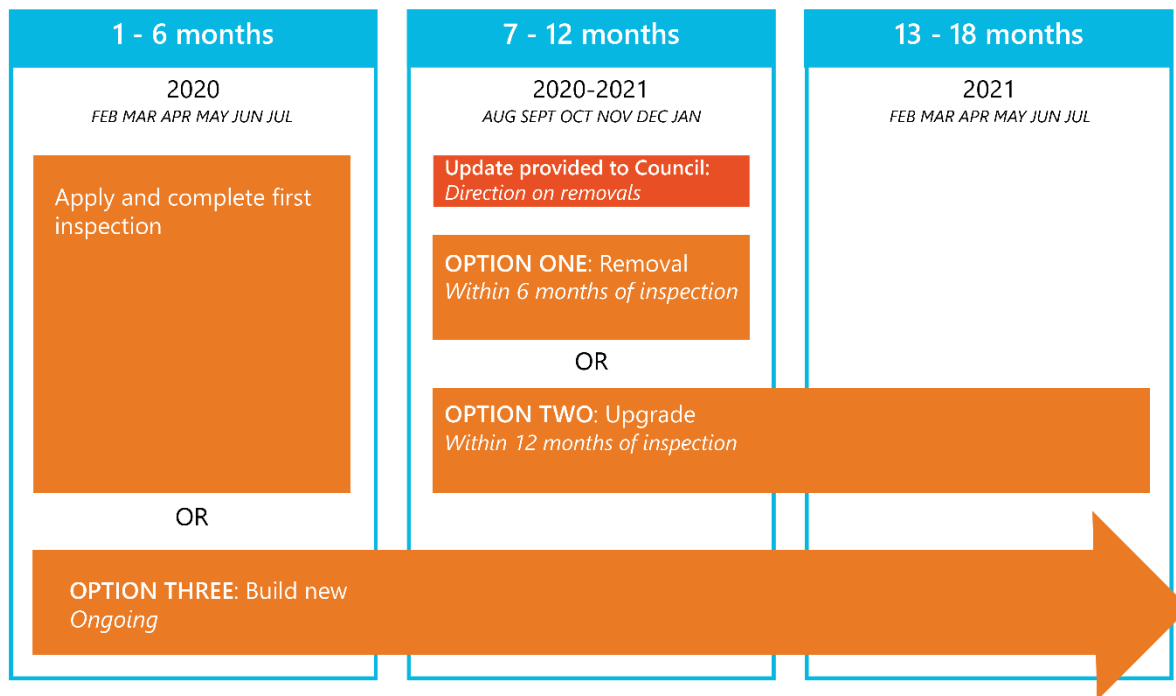 1 - 6 months
2020
FEB MAR APR MAY JUN JUL
Apply and complete first
inspection
OR
7 - 12 months
2020-2021
AUG SEPT OCT NOV DEC JAN
Update provided to Council:
Direction on removals
OPTION ONE: Removal
Within 6 months of inspection
OR
OPTION TWO: Upgrade
Within 12 months of inspection
13 - 18 months
2021
FEB MAR APR MAY JUN JUL
OPTION THREE: Build new
Ongoing